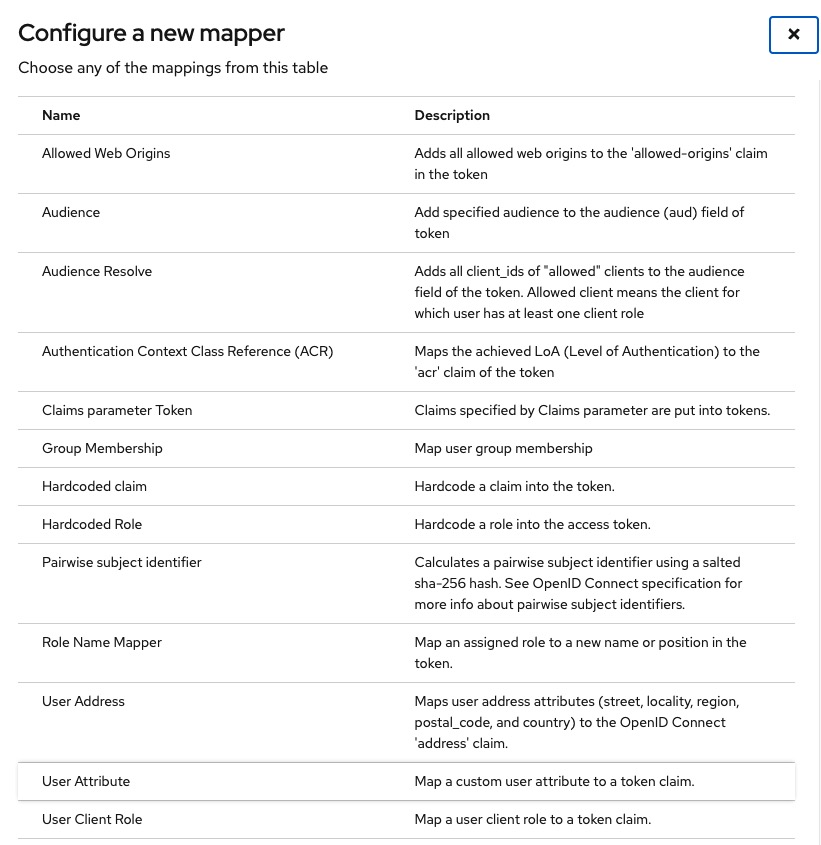 Configure a new mapper
Choose any of the mappings from this table
Name Description
Allowed Web Origins Adds all allowed web origins to the 'allowed-origins' claim
in the token
Audience Add specified audience to the audience (aud) field of
token
Audience Resolve Adds all client_ids of "allowed" clients to the audience
field of the token. Allowed client means the client for
which user has at least one client role
Authentication Context Class Reference (ACR) Maps the achieved LoA (Level of Authentication) to the
'acr' claim of the token
Claims parameter Token Claims specified by Claims parameter are put into tokens.
Group Membership Map user group membership
Hardcoded claim Hardcode a claim into the token.
Hardcoded Role Hardcode a role into the access token.
Pairwise subject identifier Calculates a pairwise subject identifier using a salted
sha-256 hash. See OpenID Connect specification for
more info about pairwise subject identifiers.
Role Name Mapper Map an assigned role to a new name or position in the
token.
User Address Maps user address attributes (street, locality, region,
postal_code, and country) to the OpenID Connect
'address' claim.
User Attribute Map a custom user attribute to a token claim.
User Client Role Map a user client role to a token claim.